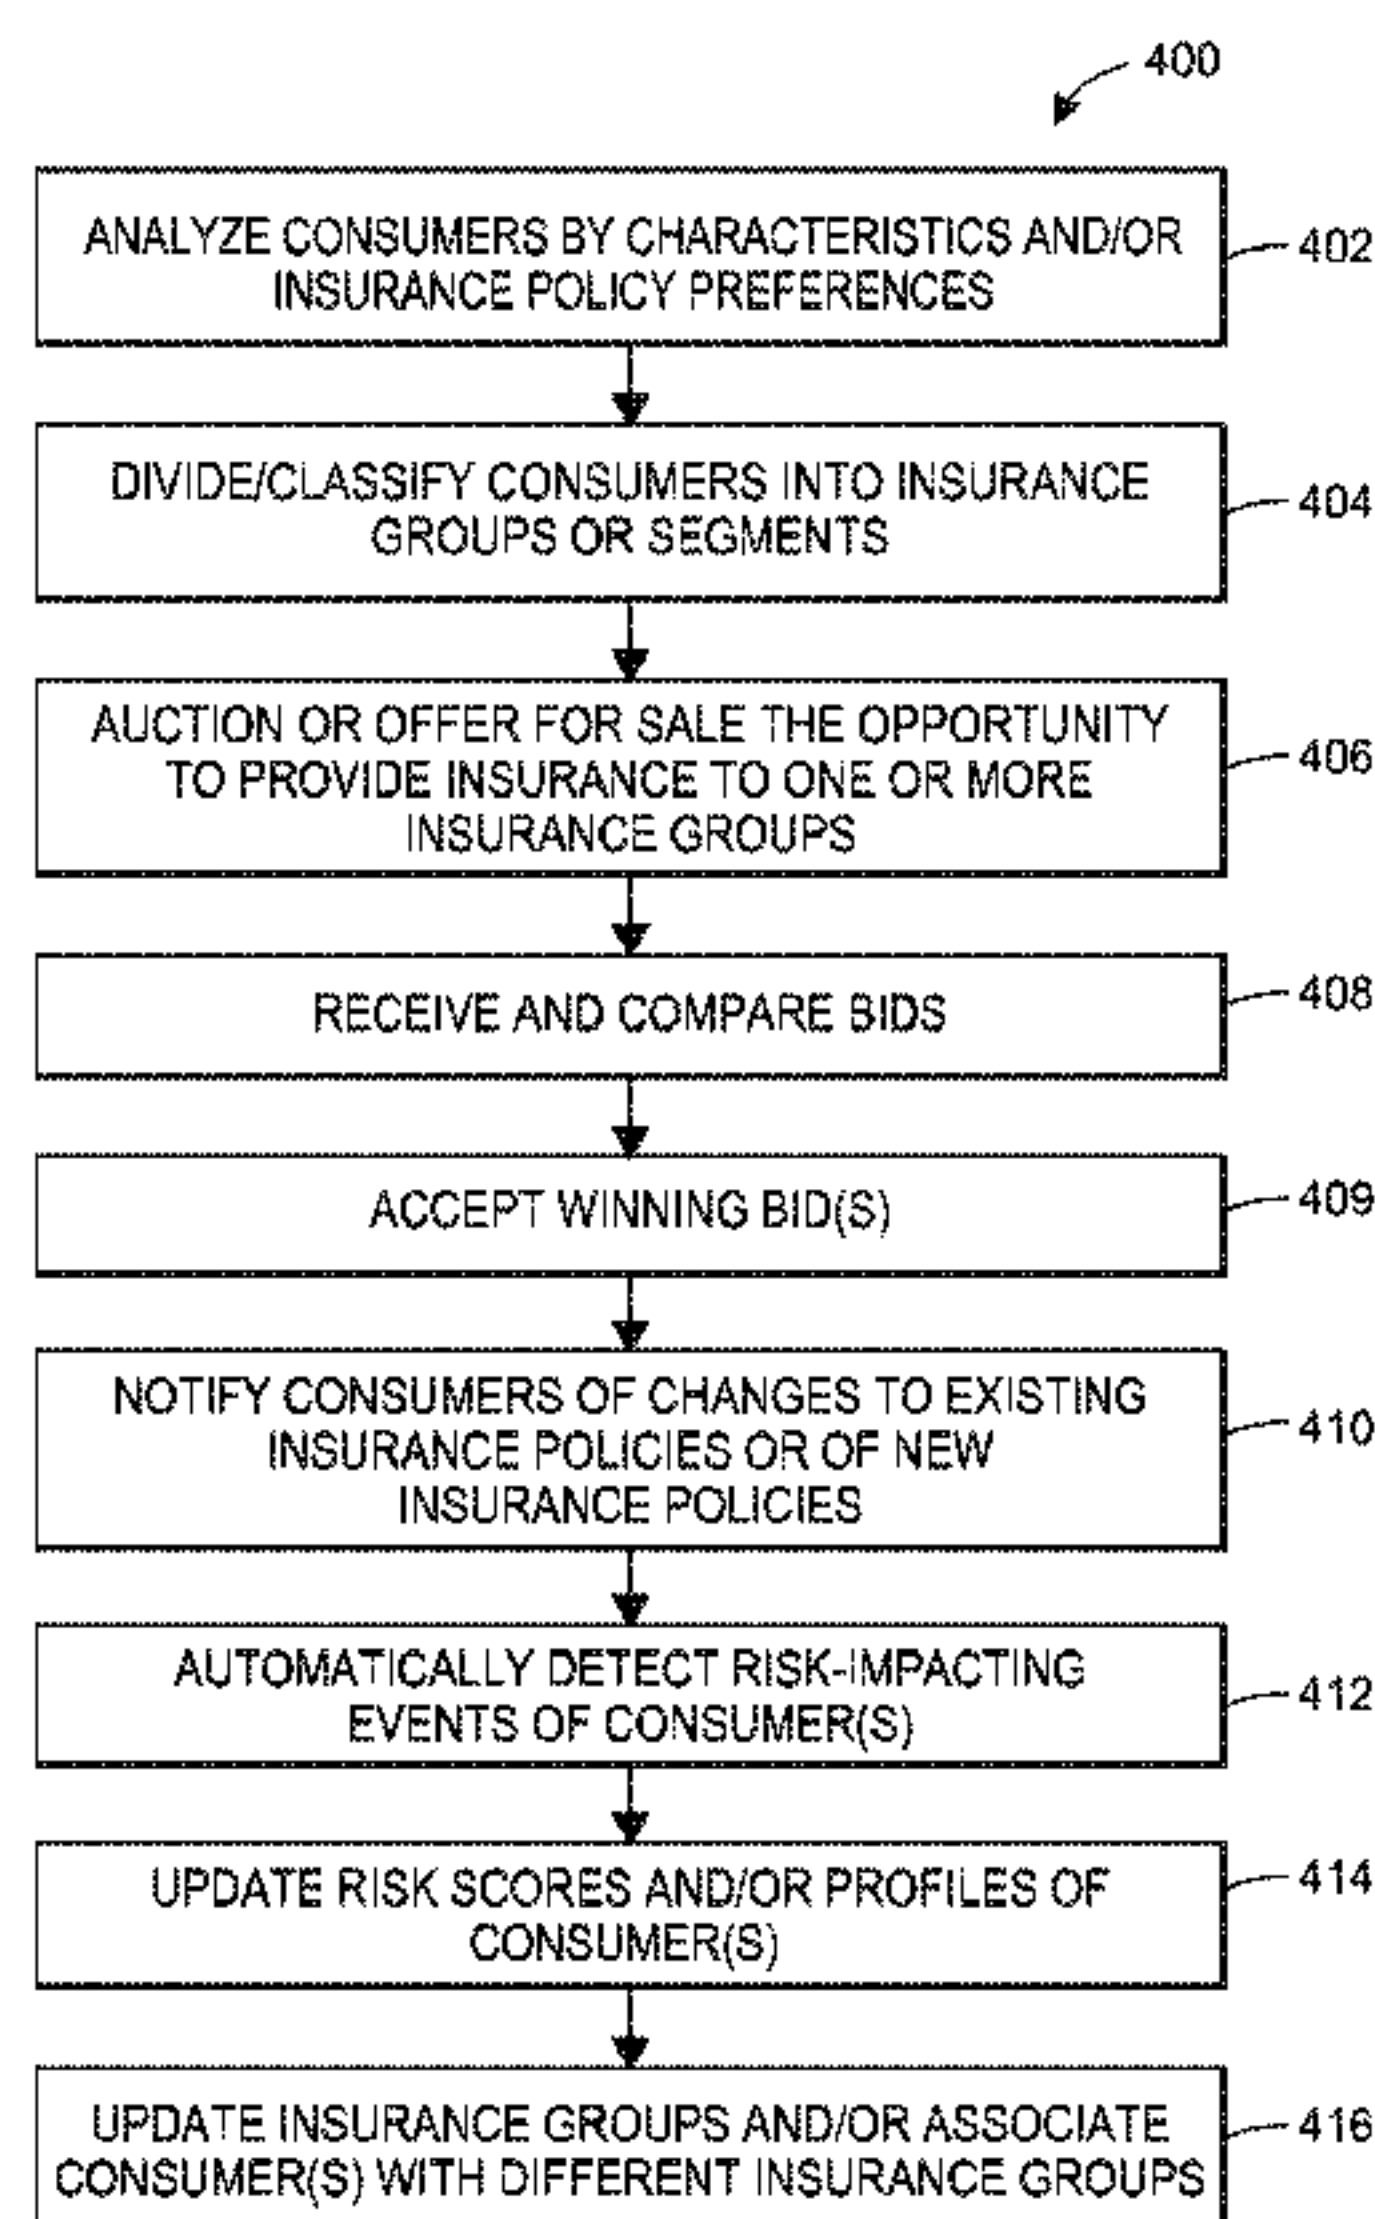 400
ANALYZE CONSUMERS BY CHARACTERISTICS AND/OR
INSURANCE POLICY PREFERENCES
402
DIVIDE/CLASSIFY CONSUMERS INTO INSURANCE
GROUPS OR SEGMENTS
404
AUCTION OR OFFER FOR SALE THE OPPORTUNITY
TO PROVIDE INSURANCE TO ONE OR MORE
INSURANCE GROUPS
406
RECEIVE AND COMPARE BIDS
408
ACCEPT WINNING BID(S)
409
NOTIFY CONSUMERS OF CHANGES TO EXISTING
INSURANCE POLICIES OR OF NEW
INSURANCE POLICIES
410
AUTOMATICALLY DETECT RISK-IMPACTING
EVENTS OF CONSUMER(S)
412
UPDATE RISK SCORES AND/OR PROFILES OF
CONSUMER(S)
414
UPDATE INSURANCE GROUPS AND/OR ASSOCIATE
CONSUMER(S) WITH DIFFERENT INSURANCE GROUPS
416